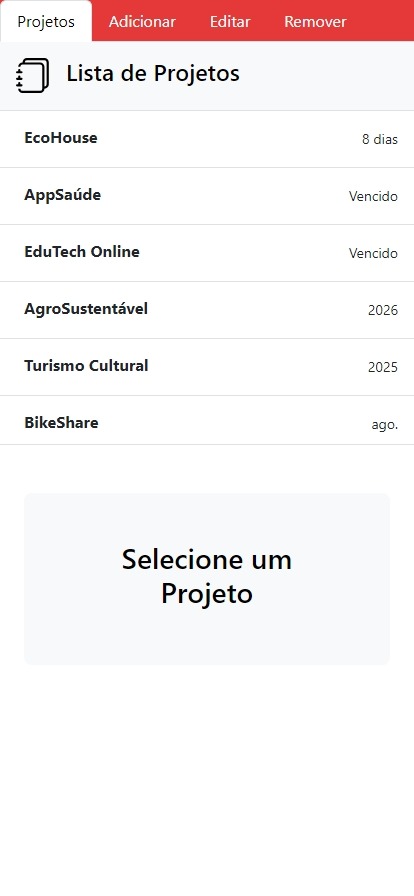 Projetos Adicionar Editar Remover
Lista de Projetos
EcoHouse 8 dias
AppSaúde Vencido
EduTech Online Vencido
AgroSustentável 2026
Turismo Cultural 2025
BikeShare ago.
Selecione um
Projeto